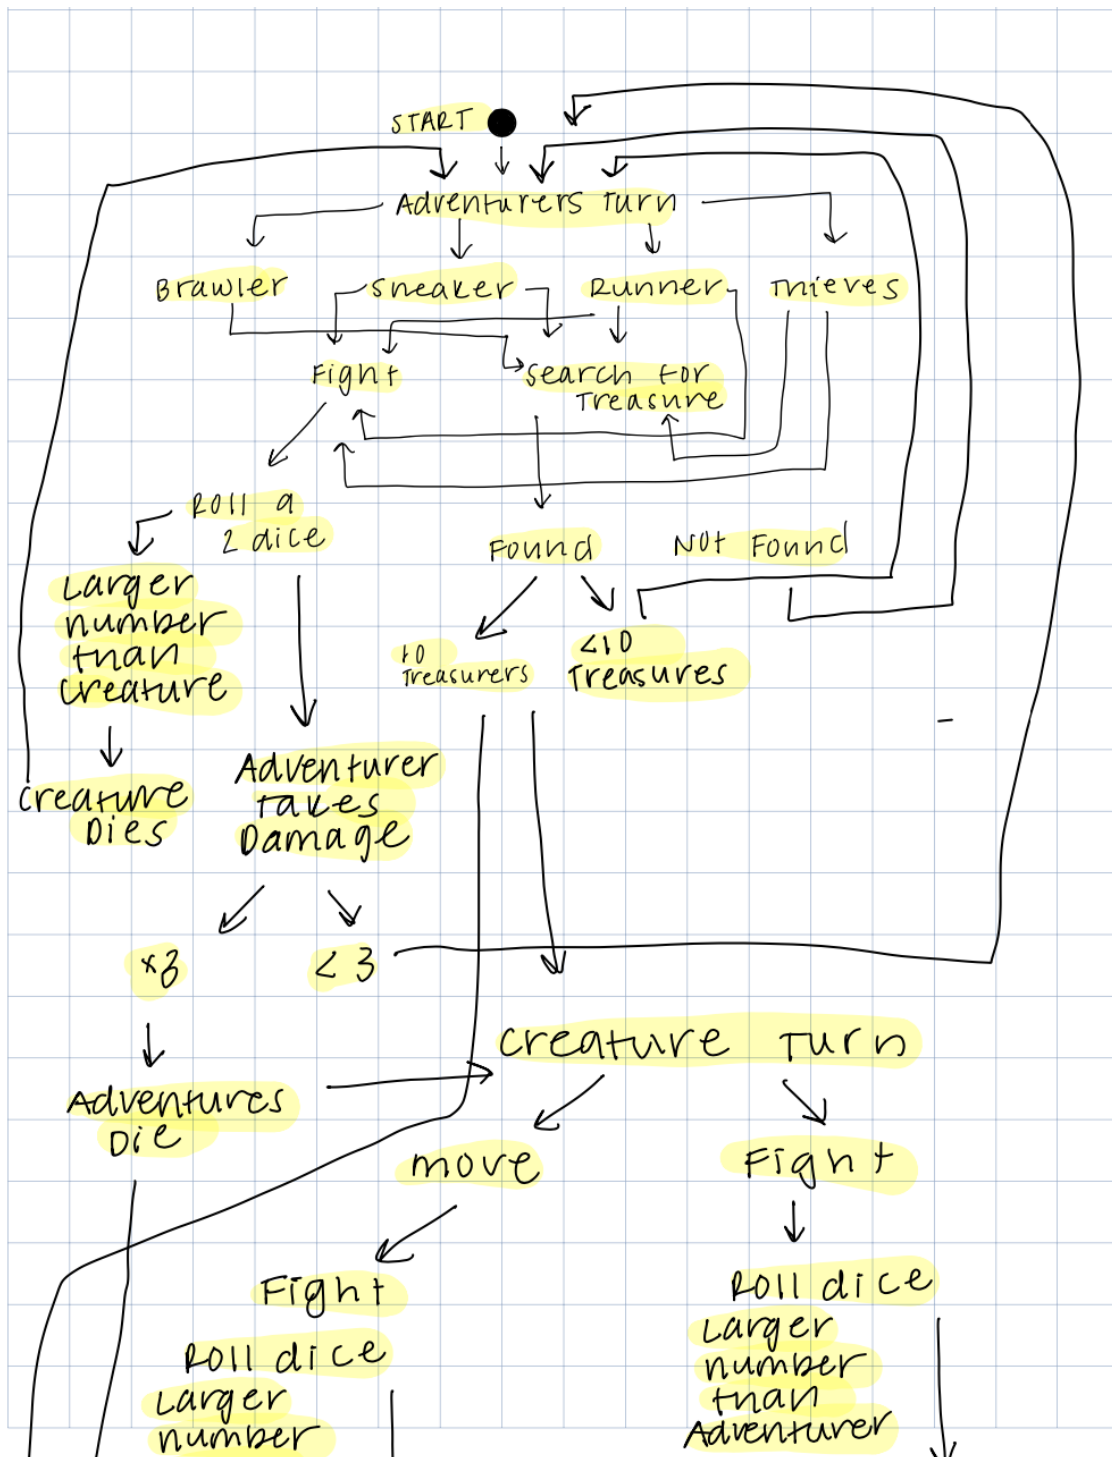 START
Adventurers Turn
Brawler
Sneaker
Runner
Thieves
Fight
Search for
Treasure
Roll a
2 dice
Found
Not Found
Larger
number
than
Creature
10
Treasurers
<10
Treasures
Creature
Dies
Adventurer
takes
Damage
x3
<3
Creature Turn
Adventures
Die
move
Fight
Fight
Roll dice
Larger
number
Roll dice
Larger
number
than
Adventurer